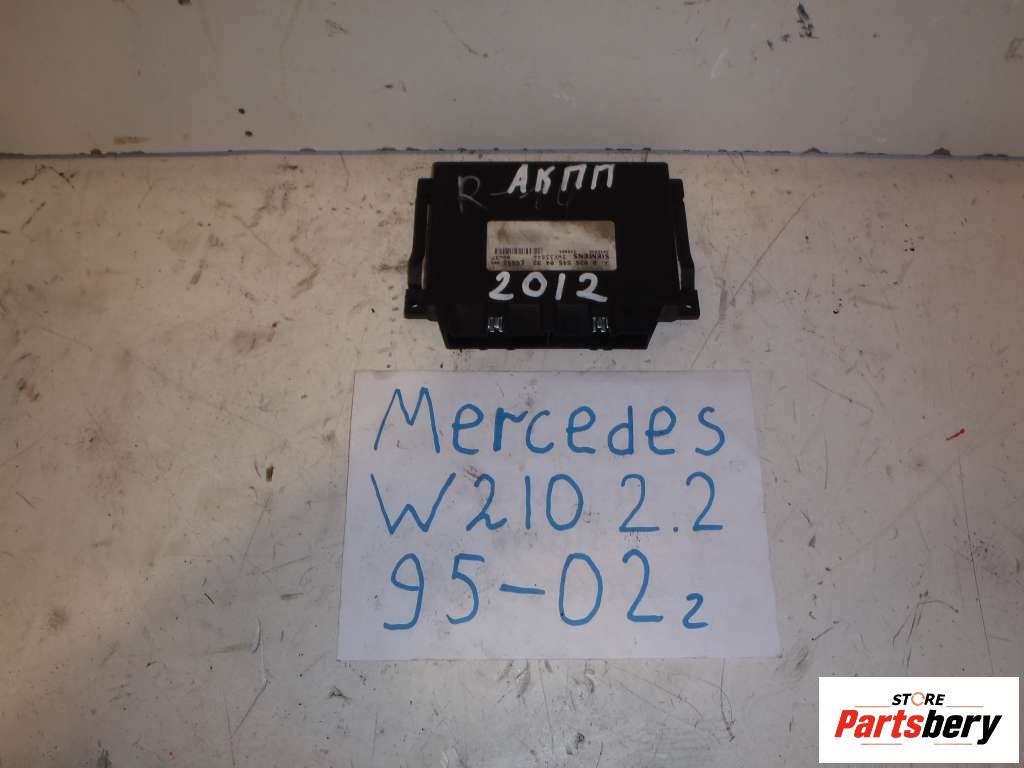 R- АКПП
SIEMENS
2012
Mercedes
W210 2.2
95-02г
STORE
Partsbery